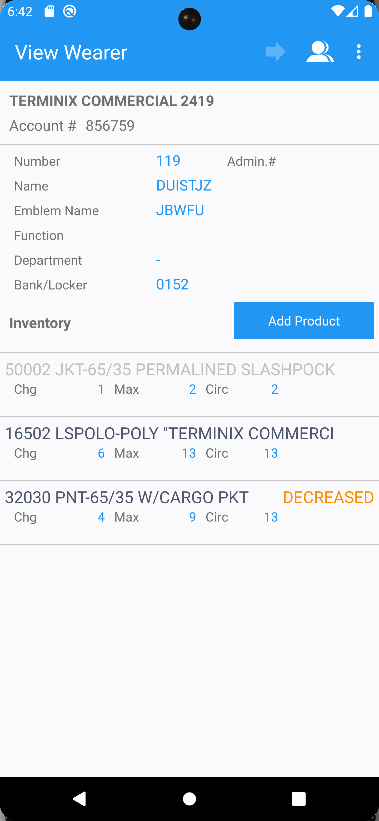 6:42
View Wearer
TERMINIX COMMERCIAL 2419
Account # 856759
Number 119 Admin.#
Name DUISTJZ
Emblem Name JBWFU
Function
Department -
Bank/Locker 0152
Inventory Add Product
50002 JKT-65/35 PERMALINED SLASHPOCK
Chg 1 Max 2 Circ 2
16502 LSPOLO-POLY "TERMINIX COMMERCI
Chg 6 Max 13 Circ 13
32030 PNT-65/35 W/CARGO PKT DECREASED
Chg 4 Max 9 Circ 13